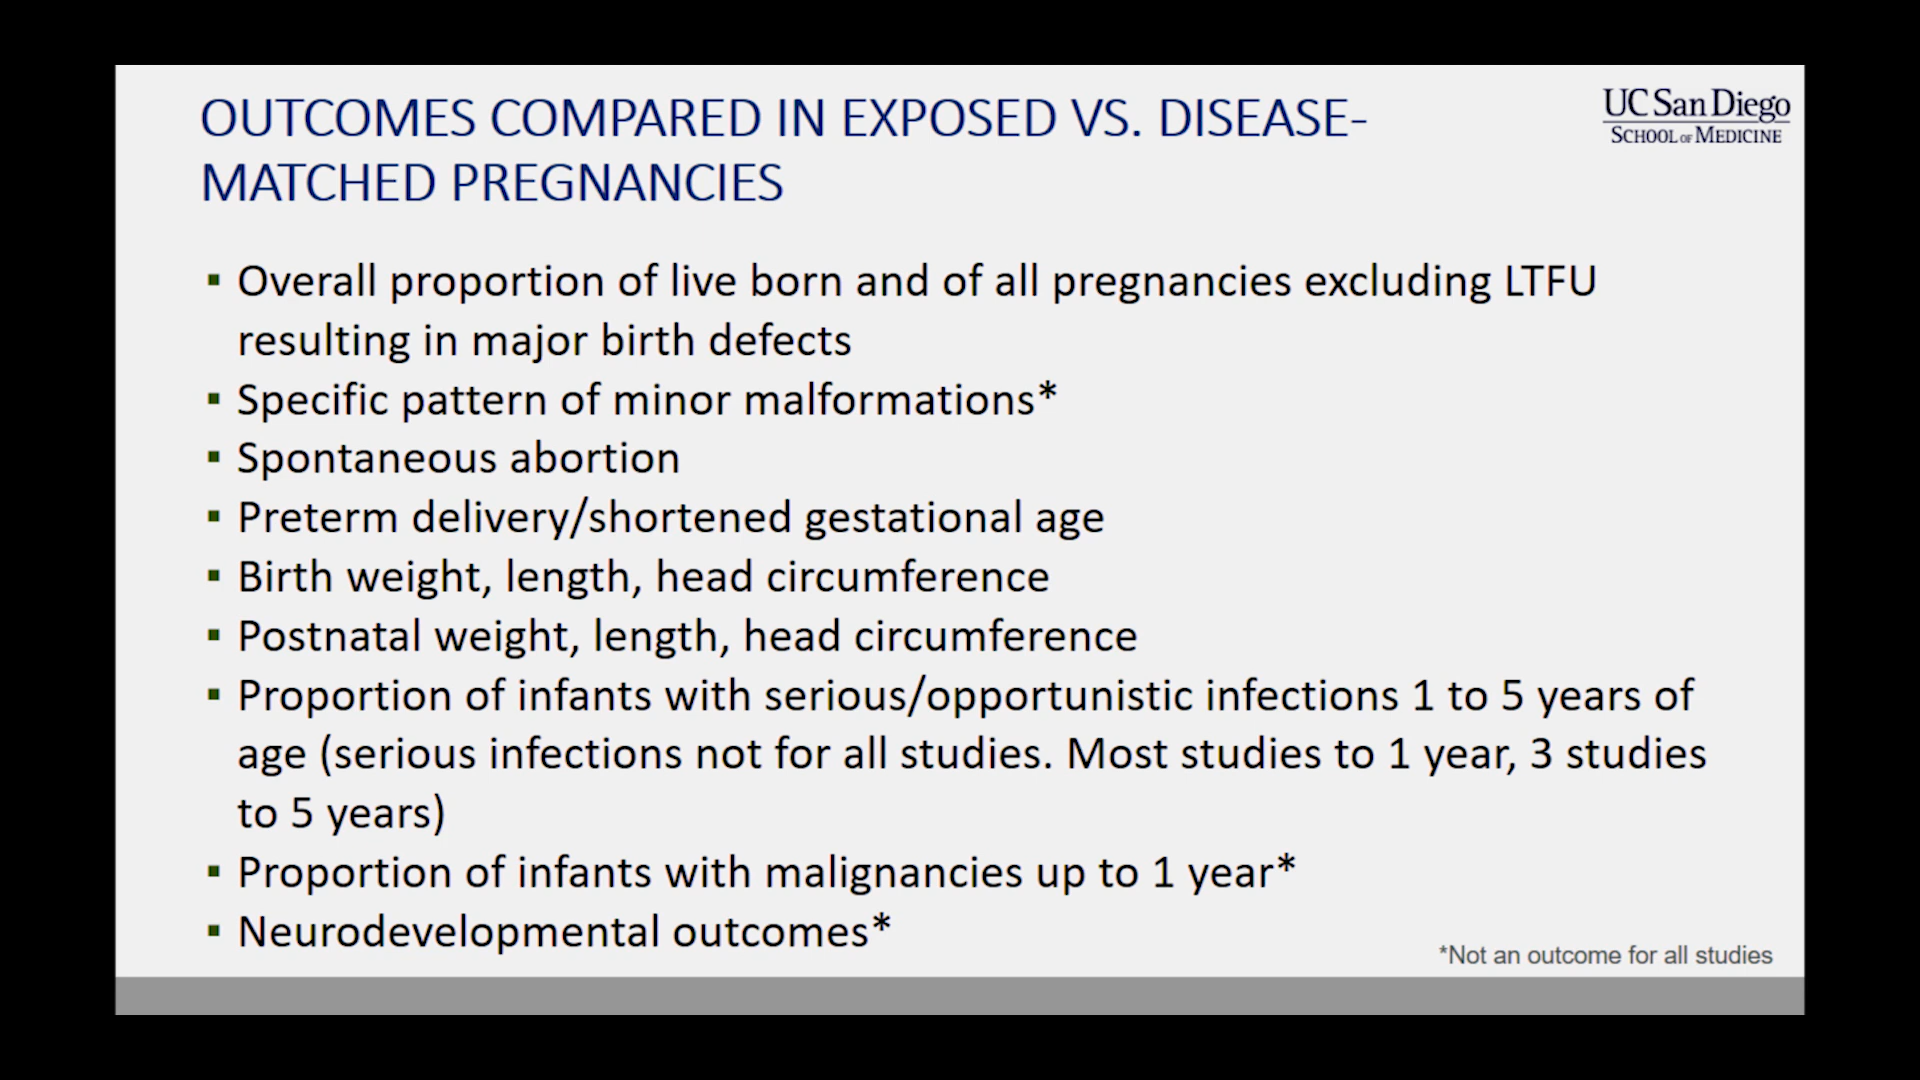 OUTCOMES COMPARED IN EXPOSED VS. DISEASE-
MATCHED PREGNANCIES
UC San Diego
SCHOOL OF MEDICINE
▪ Overall proportion of live born and of all pregnancies excluding LTFU
resulting in major birth defects
▪ Specific pattern of minor malformations*
▪ Spontaneous abortion
▪ Preterm delivery/shortened gestational age
▪ Birth weight, length, head circumference
▪ Postnatal weight, length, head circumference
▪ Proportion of infants with serious/opportunistic infections 1 to 5 years of
age (serious infections not for all studies. Most studies to 1 year, 3 studies
to 5 years)
▪ Proportion of infants with malignancies up to 1 year*
▪ Neurodevelopmental outcomes*
*Not an outcome for all studies